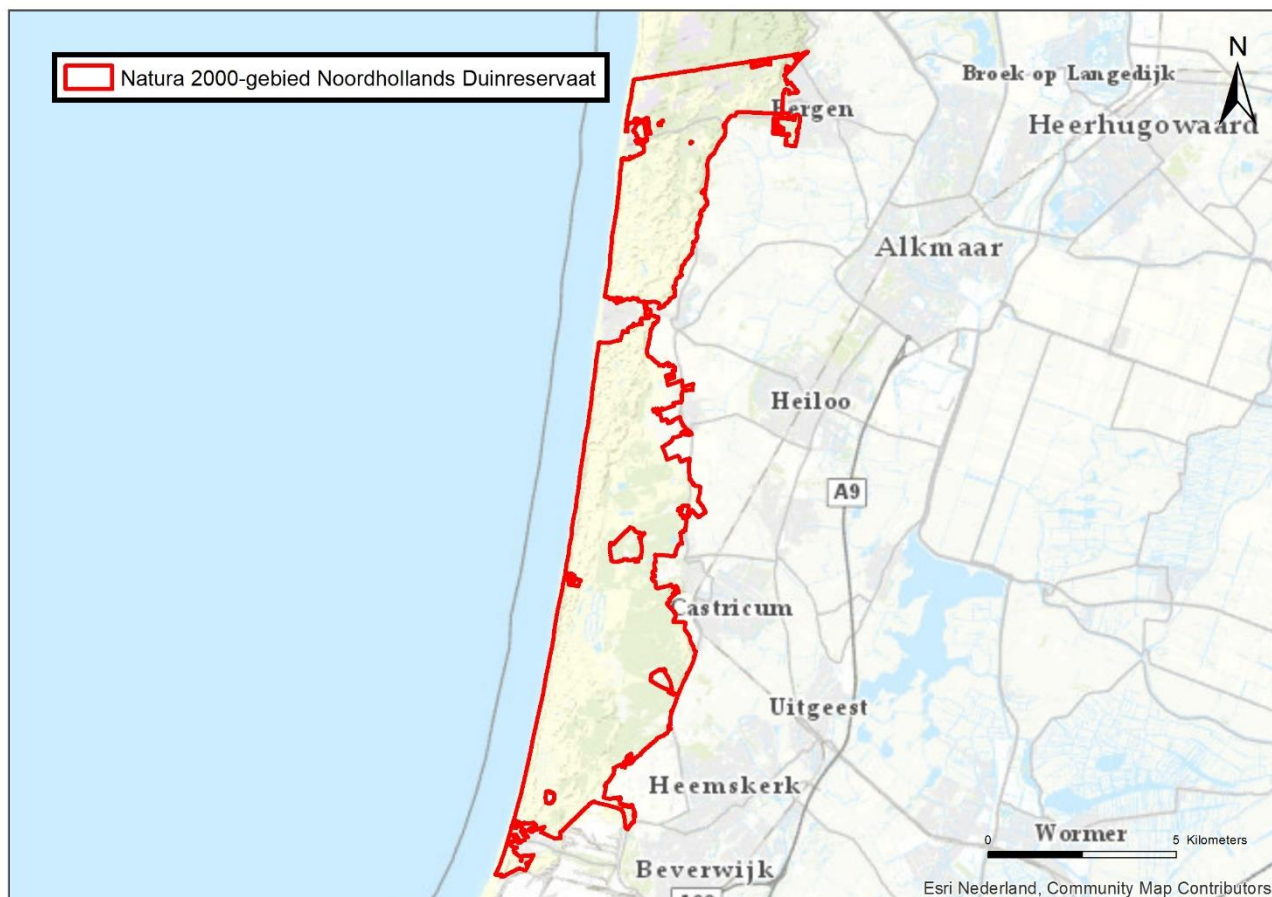 Natura 2000-gebied Noordhollands Duinreservaat
N
Broek op Langedijk
Bergen
Heerhugowaard
Alkmaar
Heiloo
A9
Castricum
Uitgeest
Heemskerk
Wormer
0 5 Kilometers
Beverwijk
Esri Nederland, Community Map Contributors